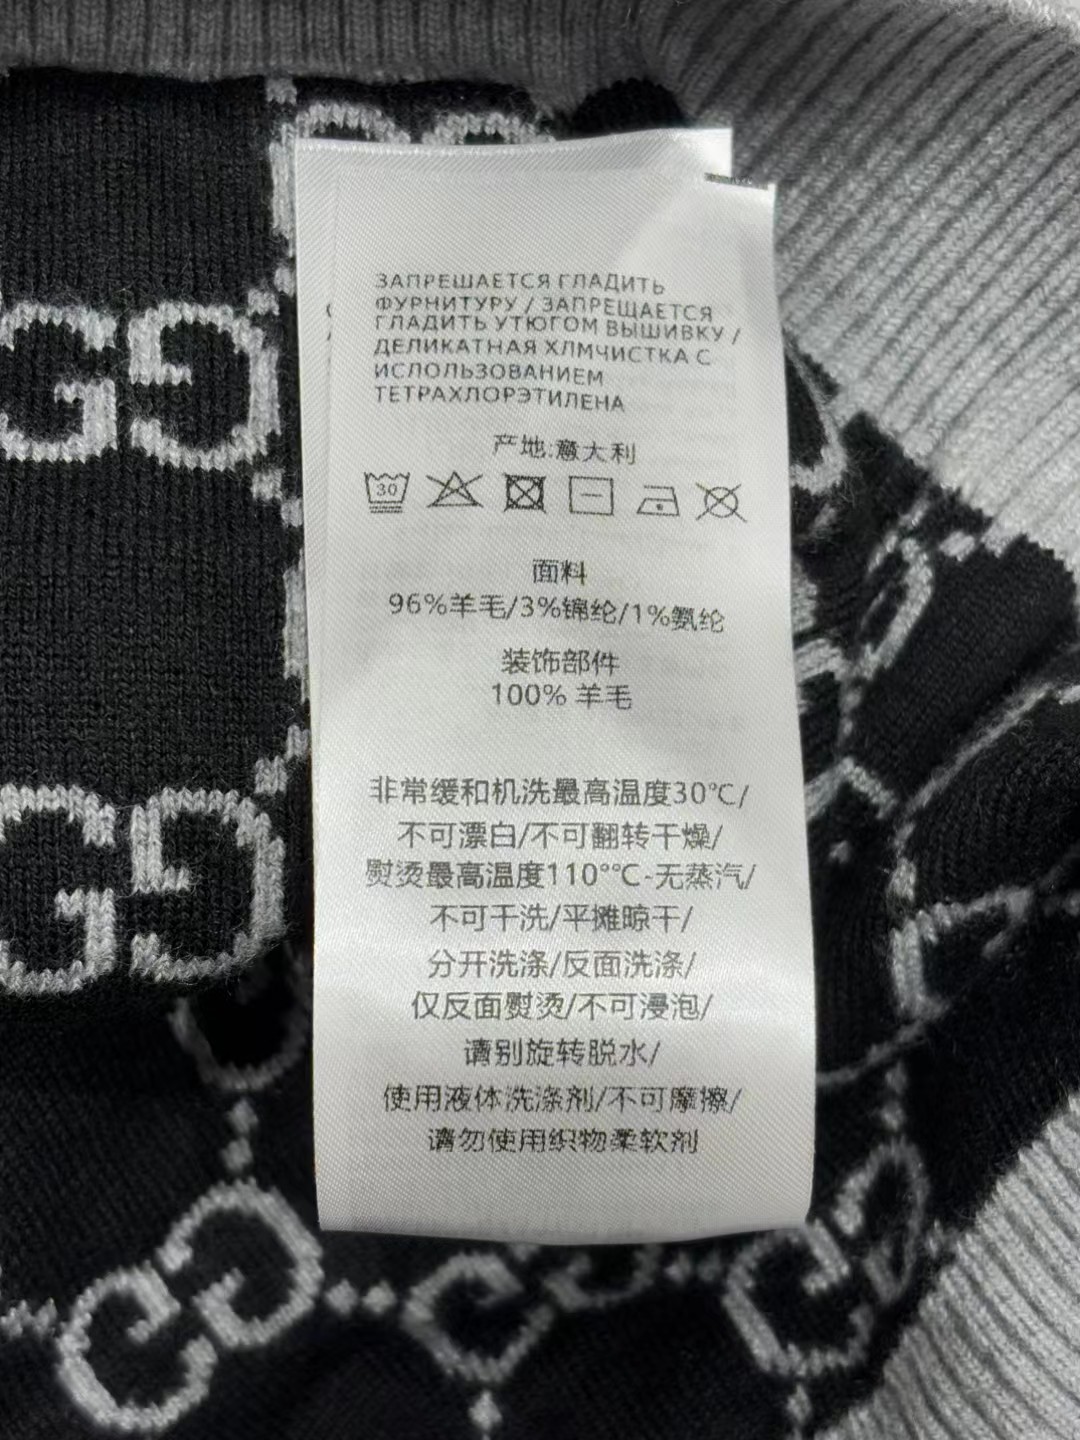 ЗАПРЕШАЕТСЯ ГЛАДИТЬ
ФУРНИТУРУ / ЗАПРЕЩАЕТСЯ
ГЛАДИТЬ УТЮГОМ ВЫШИВКУ /
ДЕЛИКАТНАЯ ХЛМЧИСТКА С
ИСПОЛЬЗОВАНИЕМ
ТЕТРАХЛОРЭТИЛЕНА
产地:意大利
30
面料
96%羊毛/3%锦纶/1%氨纶
装饰部件
100% 羊毛
非常缓和机洗最高温度30℃/
不可漂白/不可翻转干燥/
熨烫最高温度110°℃-无蒸汽/
不可干洗/平摊晾干/
分开洗涤/反面洗涤/
仅反面熨烫/不可浸泡/
请别旋转脱水/
使用液体洗涤剂/不可摩擦/
请勿使用织物柔软剂